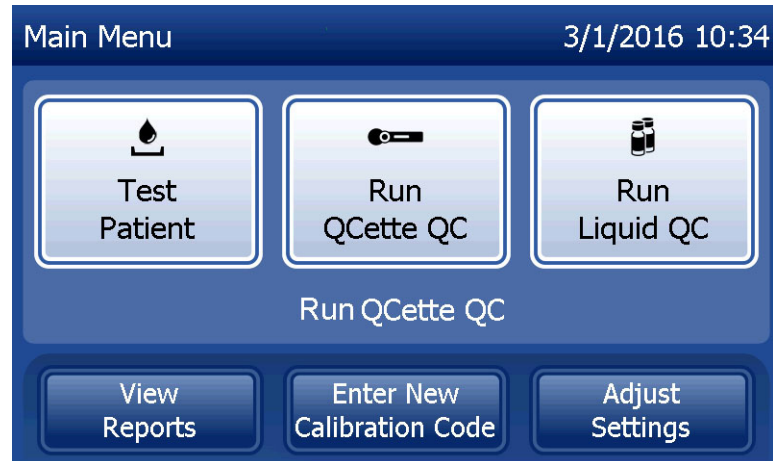 Main Menu 3/1/2016 10:34
Test
Patient
Run
QCette QC
Run
Liquid QC
Run QCette QC
View
Reports
Enter New
Calibration Code
Adjust
Settings